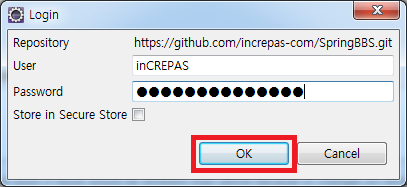 Login
Repository https://github.com/increpas-com/SpringBBS.git
User inCREPAS
Password ●●●●●●●●●●●●●●
Store in Secure Store
OK Cancel